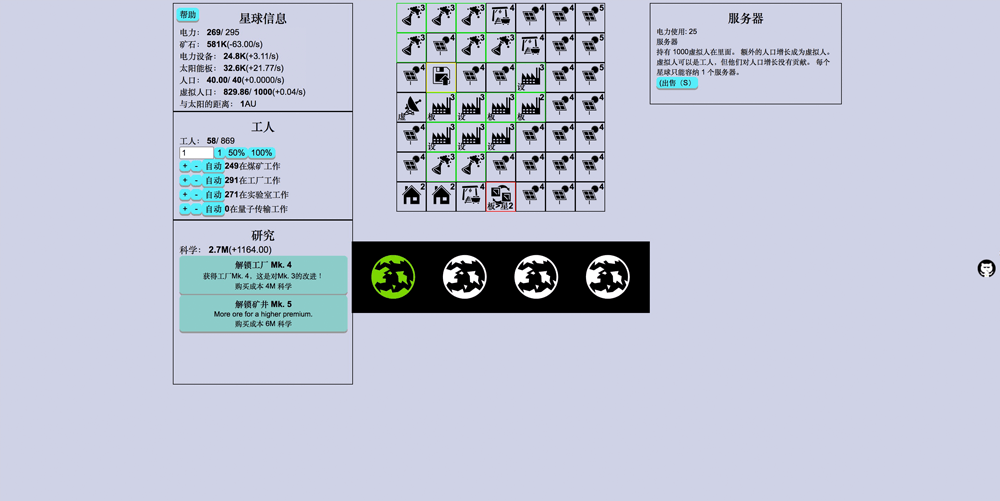 帮助
星球信息
电力： 269/ 295
矿石： 581K(-63.00/s)
电力设备： 24.8K(+3.11/s)
太阳能板： 32.6K(+21.77/s)
人口： 40.00/ 40(+0.0000/s)
虚拟人口： 829.86/ 1000(+0.04/s)
与太阳的距离： 1AU
工人
工人： 58/ 869
1 1 50% 100%
+ - 自动 249在煤矿工作
+ - 自动 291在工厂工作
+ - 自动 271在实验室工作
+ - 自动 0在量子传输工作
研究
科学： 2.7M(+1164.00)
解锁工厂 Mk. 4
获得工厂Mk. 4，这是对Mk. 3的改进！
购买成本 4M 科学
解锁矿井 Mk. 5
More ore for a higher premium.
购买成本 6M 科学
3 3 3 4 4 4 5
3 3 3 3 4 4 5
4 4 3 4 4
设
3 3 3 2 4 4
虚 板 设 板 板
4 3 3 3 4 4 4
设 设 设
4 3 3 4 4 4 4
2 2 4 4 4 4
板>星2
服务器
电力使用: 25
服务器
持有 1000虚拟人在里面。 额外的人口增长成为虚拟人。
虚拟人可以是工人，但他们对人口增长没有贡献。 每个
星球只能容纳 1 个服务器。
(出售（S）